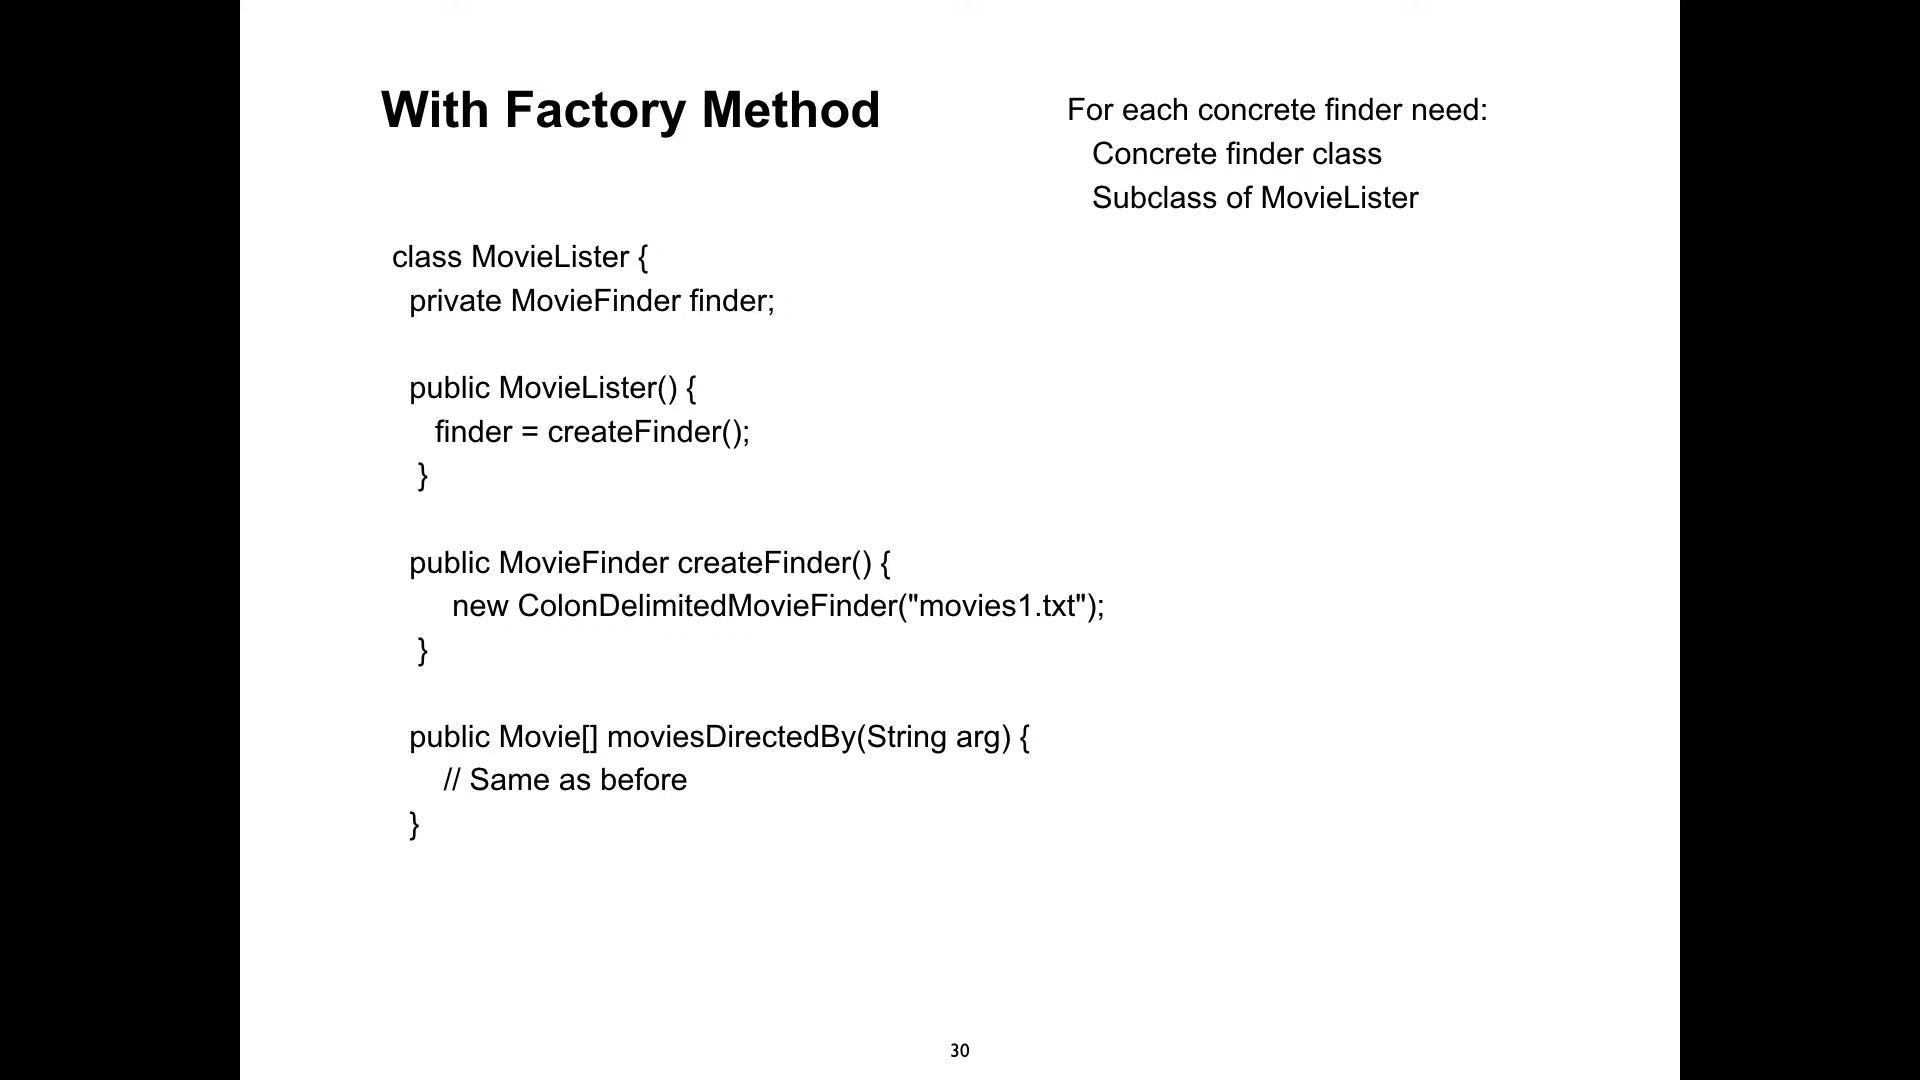 With Factory Method
For each concrete finder need:
Concrete finder class
Subclass of MovieLister
class MovieLister {
private MovieFinder finder;
public MovieLister() {
finder = createFinder();
}
public MovieFinder createFinder() {
new ColonDelimitedMovieFinder("movies1.txt");
}
public Movie[] moviesDirectedBy(String arg) {
// Same as before
}
30